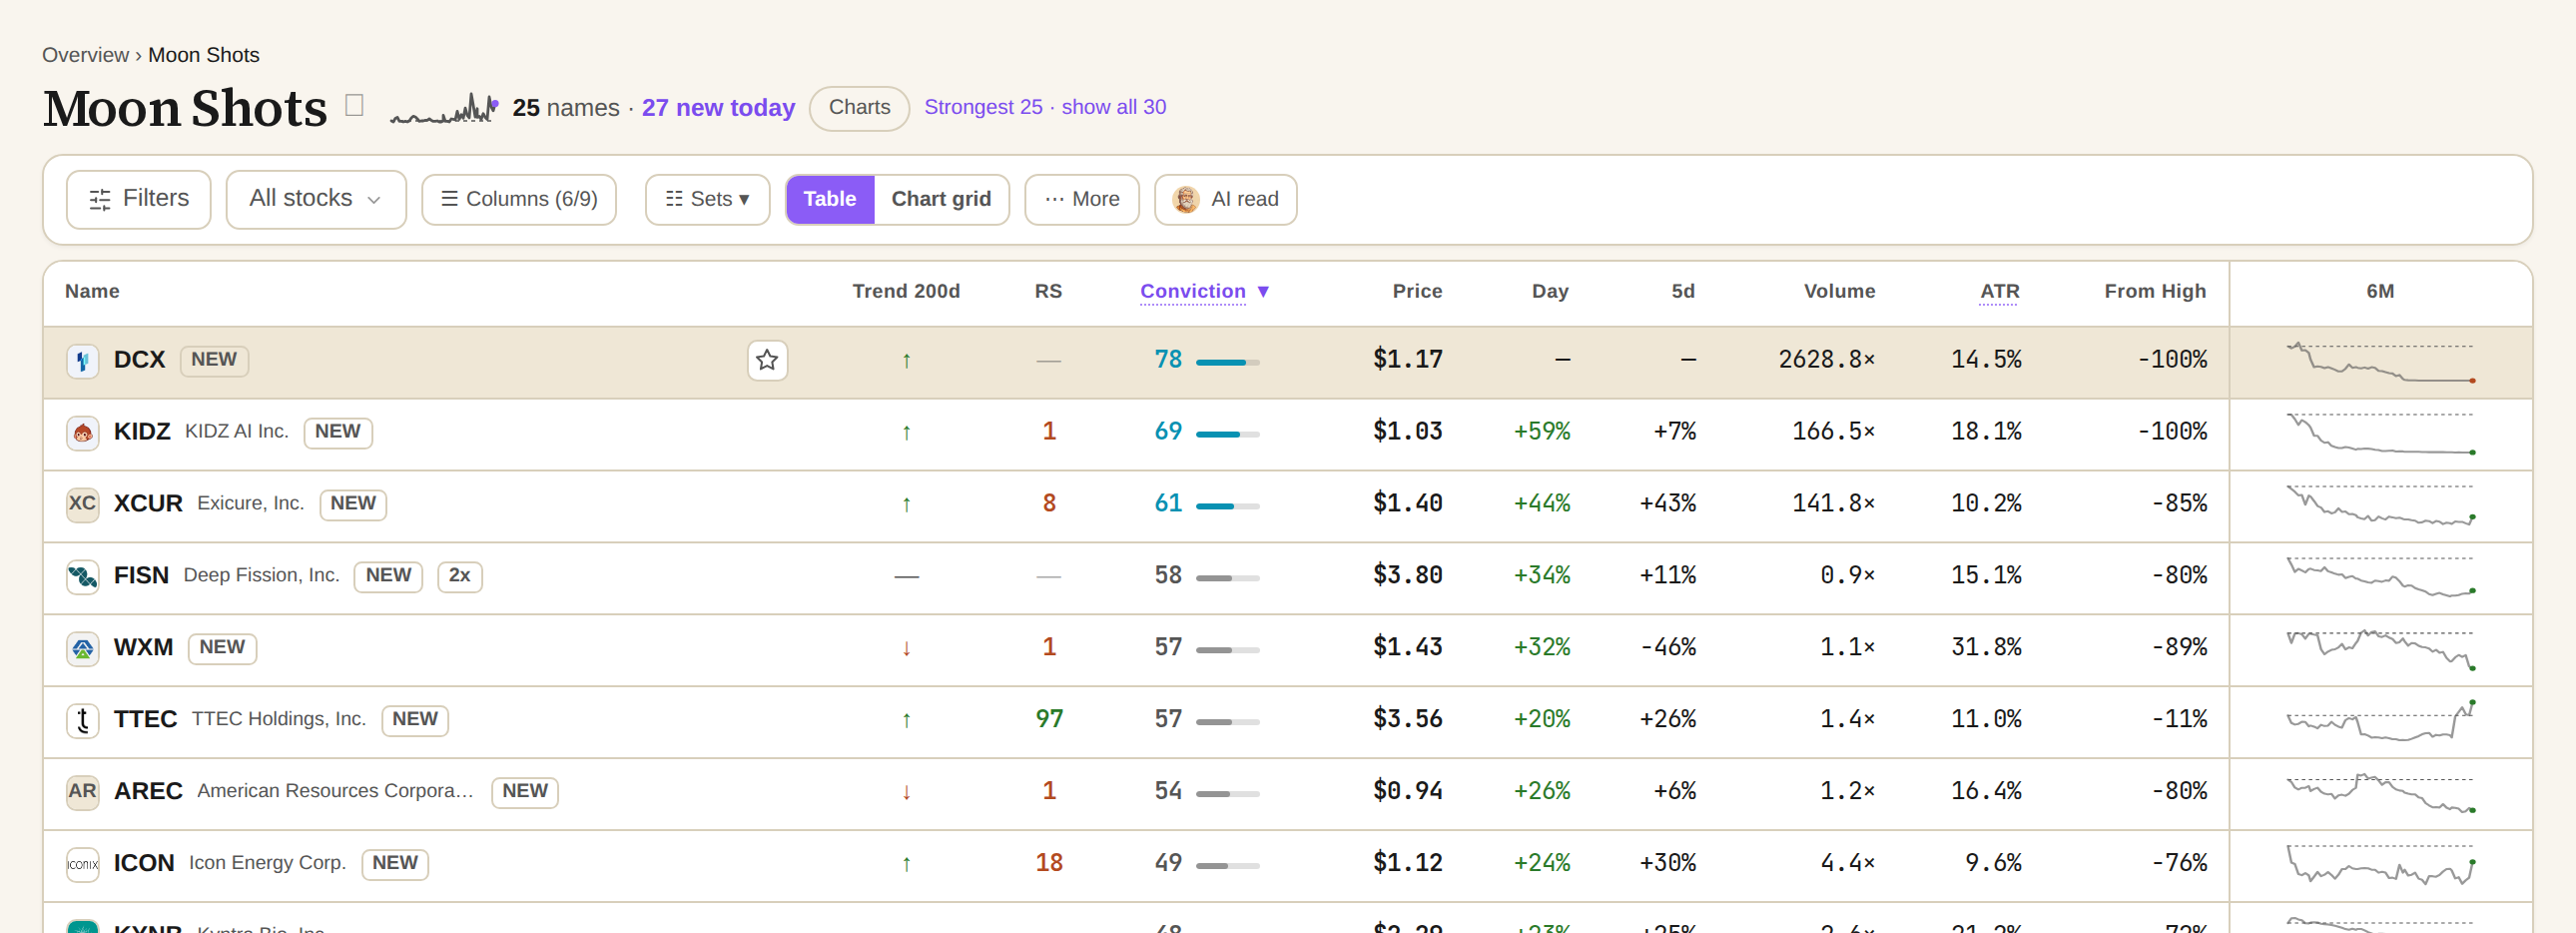 Overview › Moon Shots
Moon Shots 25 names · 27 new today Charts Strongest 25 · show all 30
Filters All stocks Columns (6/9) Sets ▾ Table Chart grid ··· More AI read
Name Trend 200d RS Conviction ▼ Price Day 5d Volume ATR From High 6M
DCX NEW ↑ — 78 $1.17 — — 2628.8× 14.5% -100%
KIDZ KIDZ AI Inc. NEW ↑ 1 69 $1.03 +59% +7% 166.5× 18.1% -100%
XC XCUR Exicure, Inc. NEW ↑ 8 61 $1.40 +44% +43% 141.8× 10.2% -85%
FISN Deep Fission, Inc. NEW 2x — — 58 $3.80 +34% +11% 0.9× 15.1% -80%
WXM NEW ↓ 1 57 $1.43 +32% -46% 1.1× 31.8% -89%
TTEC TTEC Holdings, Inc. NEW ↑ 97 57 $3.56 +20% +26% 1.4× 11.0% -11%
AR AREC American Resources Corpora… NEW ↓ 1 54 $0.94 +26% +6% 1.2× 16.4% -80%
ICONIX ICON Icon Energy Corp. NEW ↑ 18 49 $1.12 +24% +30% 4.4× 9.6% -76%